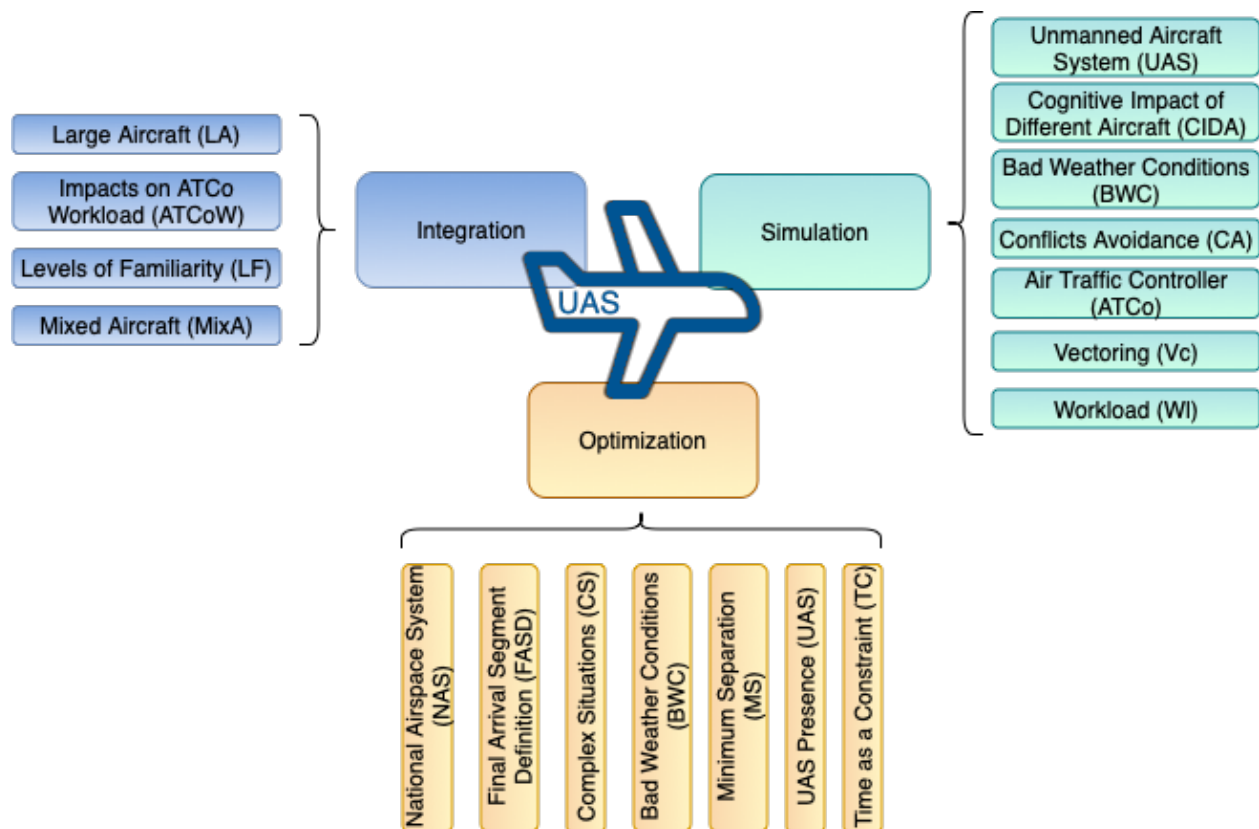 Large Aircraft (LA)
Impacts on ATCo
Workload (ATCoW)
Levels of Familiarity (LF)
Mixed Aircraft (MixA)
Integration
Simulation
UAS
Optimization
Unmanned Aircraft
System (UAS)
Cognitive Impact of
Different Aircraft (CIDA)
Bad Weather Conditions
(BWC)
Conflicts Avoidance (CA)
Air Traffic Controller
(ATCo)
Vectoring (Vc)
Workload (Wl)
National Airspace System
(NAS)
Final Arrival Segment
Definition (FASD)
Complex Situations (CS)
Bad Weather Conditions
(BWC)
Minimum Separation
(MS)
UAS Presence (UAS)
Time as a Constraint (TC)